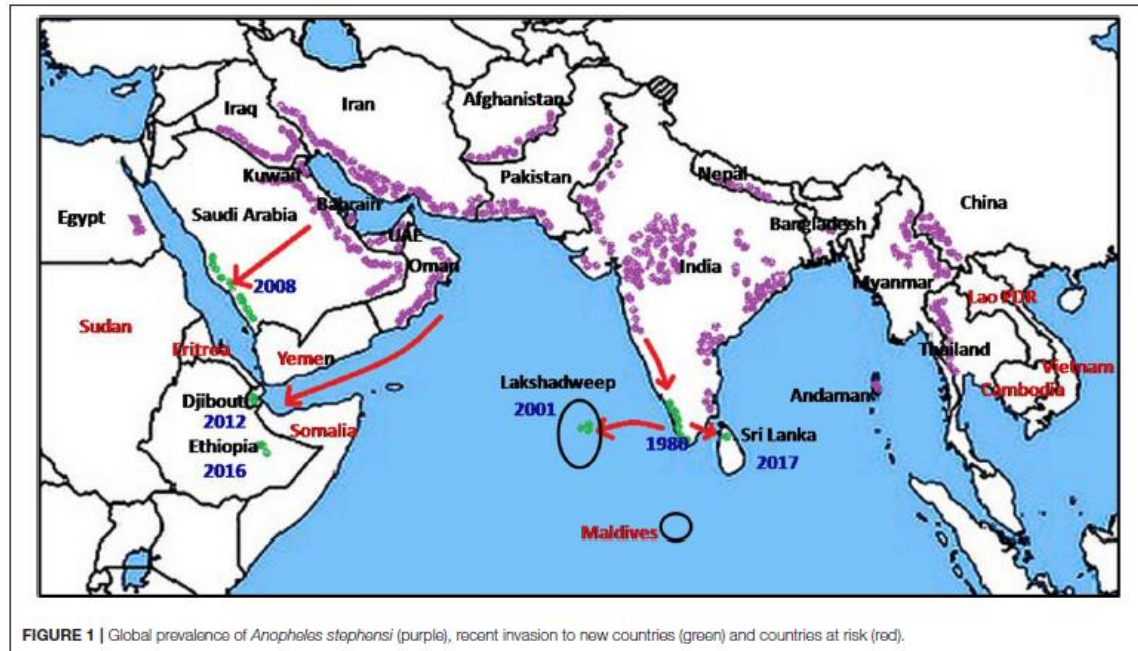 Iraq
Iran
Afghanistan
Kuwait
Pakistan
Nepal
China
Egypt
Saudi Arabia
Bahrain
UAE
Bangladesh
2008
Oman
India
Myanmar
Lao PDR
Sudan
Eritrea
Yemen
Thailand
Vietnam
Lakshadweep
Andaman
Cambodia
Djibouti
2001
2012
Somalia
1980
Sri Lanka
Ethiopia
2017
2016
Maldives
FIGURE 1 | Global prevalence of Anopheles stephensi (purple), recent invasion to new countries (green) and countries at risk (red).